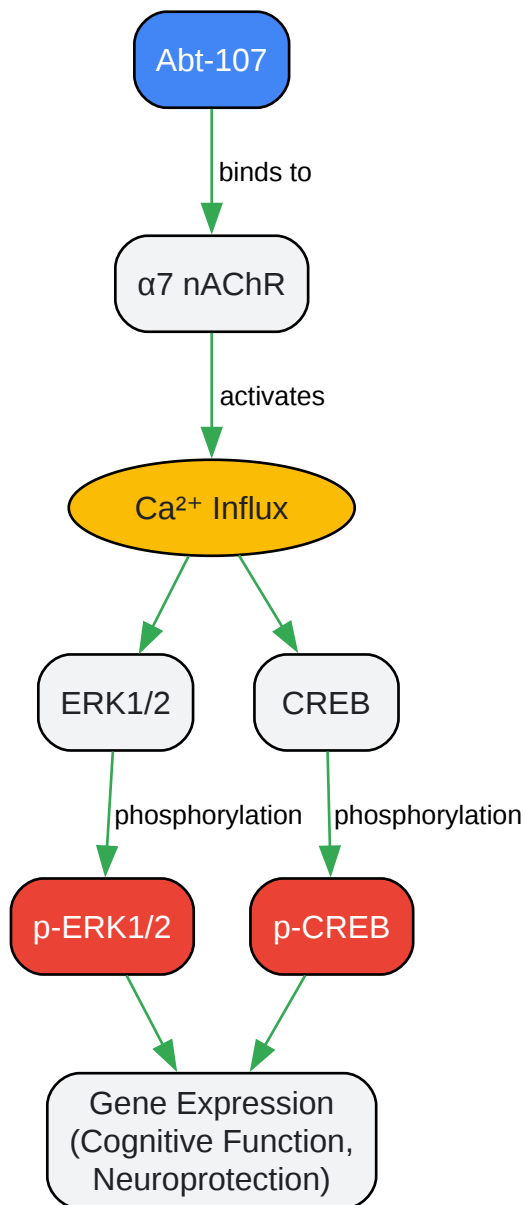 Abt-107
binds to
α7 nAChR
activates
Ca²⁺ Influx
ERK1/2
CREB
phosphorylation
phosphorylation
p-ERK1/2
p-CREB
Gene Expression
(Cognitive Function,
Neuroprotection)